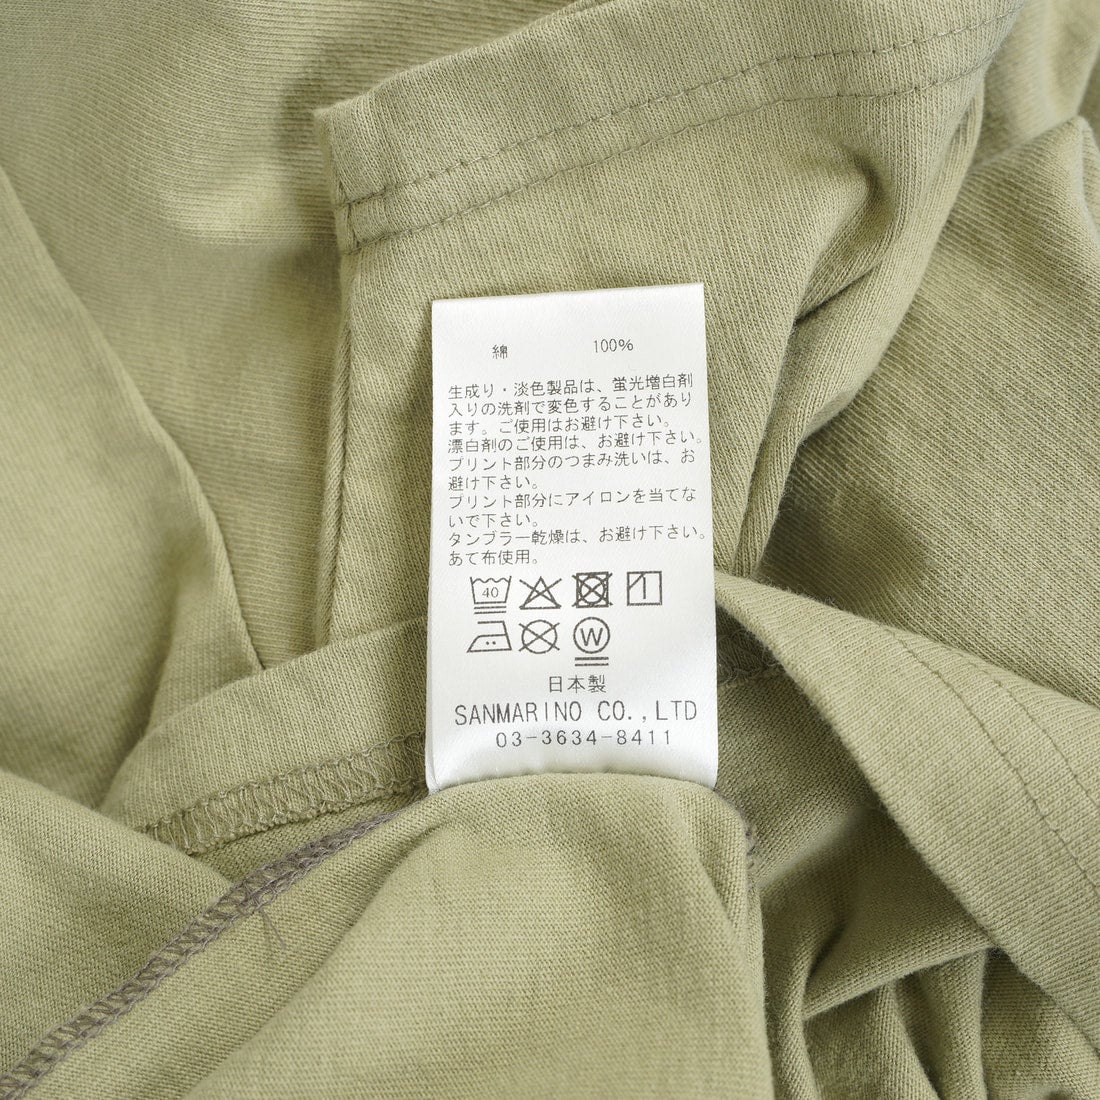 綿 100%
生成り・淡色製品は、蛍光増白剤
入りの洗剤で変色することがあり
ます。ご使用はお避け下さい。
漂白剤のご使用は、お避け下さい。
プリント部分のつまみ洗いは、お
避け下さい。
プリント部分にアイロンを当てな
いで下さい。
タンブラー乾燥は、お避け下さい。
あて布使用。
40
W
日本製
SANMARINO CO.,LTD
03-3634-8411